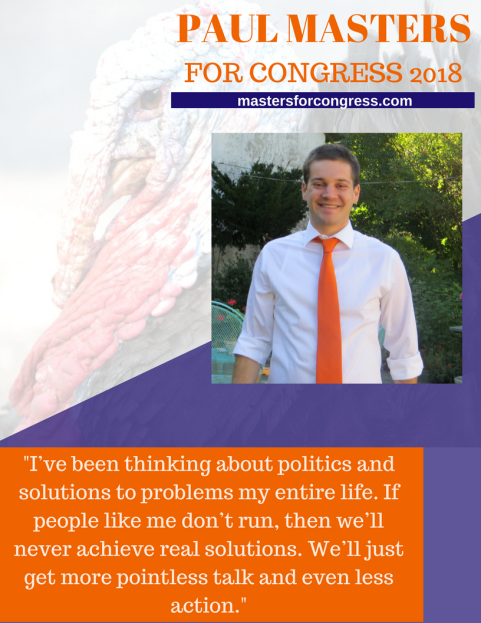 PAUL MASTERS
FOR CONGRESS 2018
mastersforcongress.com
"I've been thinking about politics and
solutions to problems my entire life. If
people like me don't run, then we'll
never achieve real solutions. We'll just
get more pointless talk and even less
action."